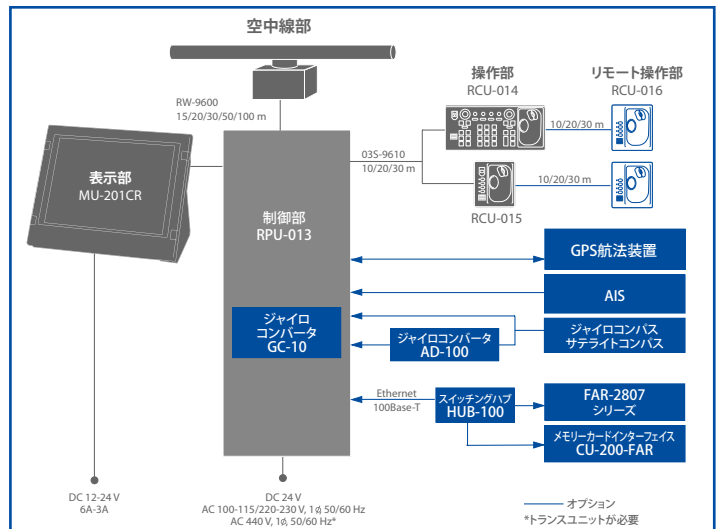 空中線部
RW-9600
15/20/30/50/100 m
操作部
RCU-014
リモート操作部
RCU-016
10/20/30 m
03S-9610
10/20/30 m
10/20/30 m
RCU-015
表示部
MU-201CR
制御部
RPU-013
GPS航法装置
AIS
ジャイロ
コンバータ
GC-10
ジャイロコンバータ
AD-100
ジャイロコンパス
サテライトコンパス
Ethernet
100Base-T
スイッチングハブ
HUB-100
FAR-2807
シリーズ
メモリーカードインターフェイス
CU-200-FAR
DC 12-24 V
6A-3A
DC 24 V
AC 100-115/220-230 V, 1ø 50/60 Hz
AC 440 V, 1ø, 50/60 Hz*
オプション
*トランスユニットが必要